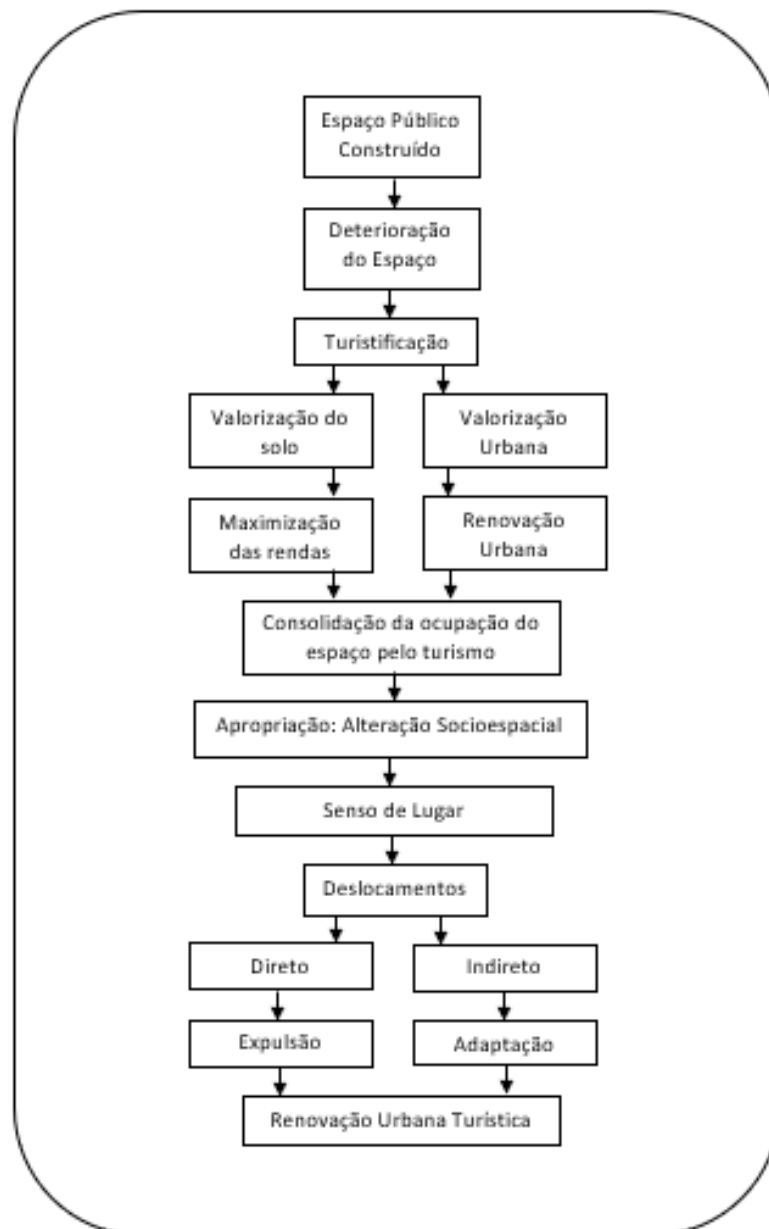 Espaço Público
Construído
Deterioração
do Espaço
Turistificação
Valorização do
solo
Valorização
Urbana
Maximização
das rendas
Renovação
Urbana
Consolidação da ocupação do
espaço pelo turismo
Apropriação: Alteração Socioespacial
Senso de Lugar
Deslocamentos
Direto
Indireto
Expulsão
Adaptação
Renovação Urbana Turística